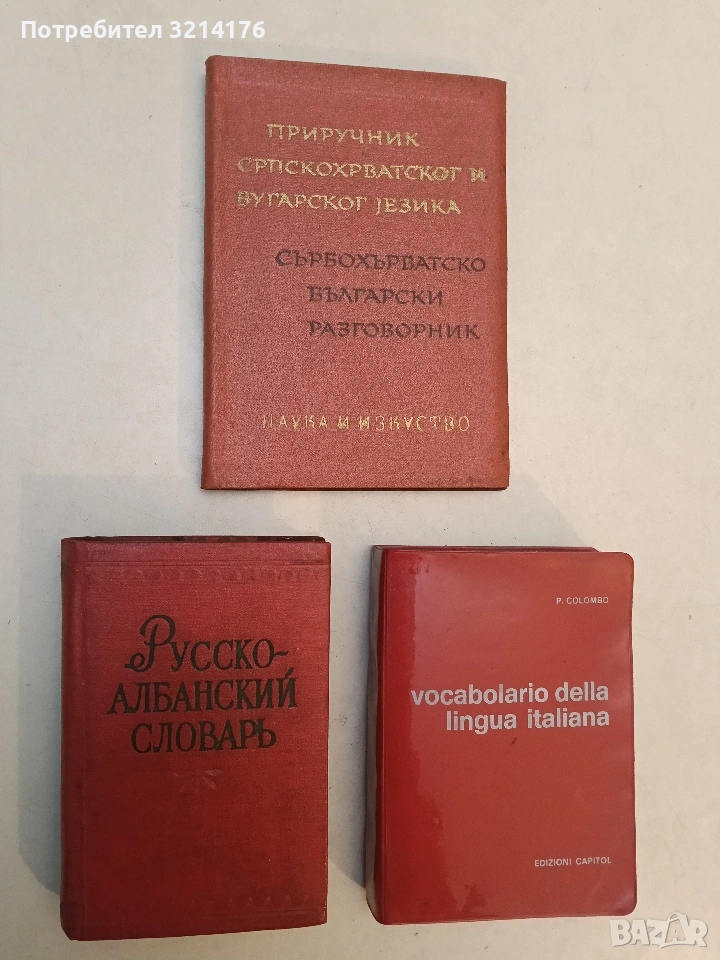 Потребител 3214176
ПРИРУЧНИК
СРПСКОХРВАТСКОГ И
БУГАРСКОГ ЈЕЗИКА
СЪРБОХЪРВАТСКО
БЪЛГАРСКИ
РАЗГОВОРНИК
НАУКА И ИЗКУСТВО
РУССКО-
АЛБАНСКИЙ
СЛОВАРЬ
P. COLOMBO
vocabolario della
lingua italiana
EDIZIONI CAPITOL
BAZAR